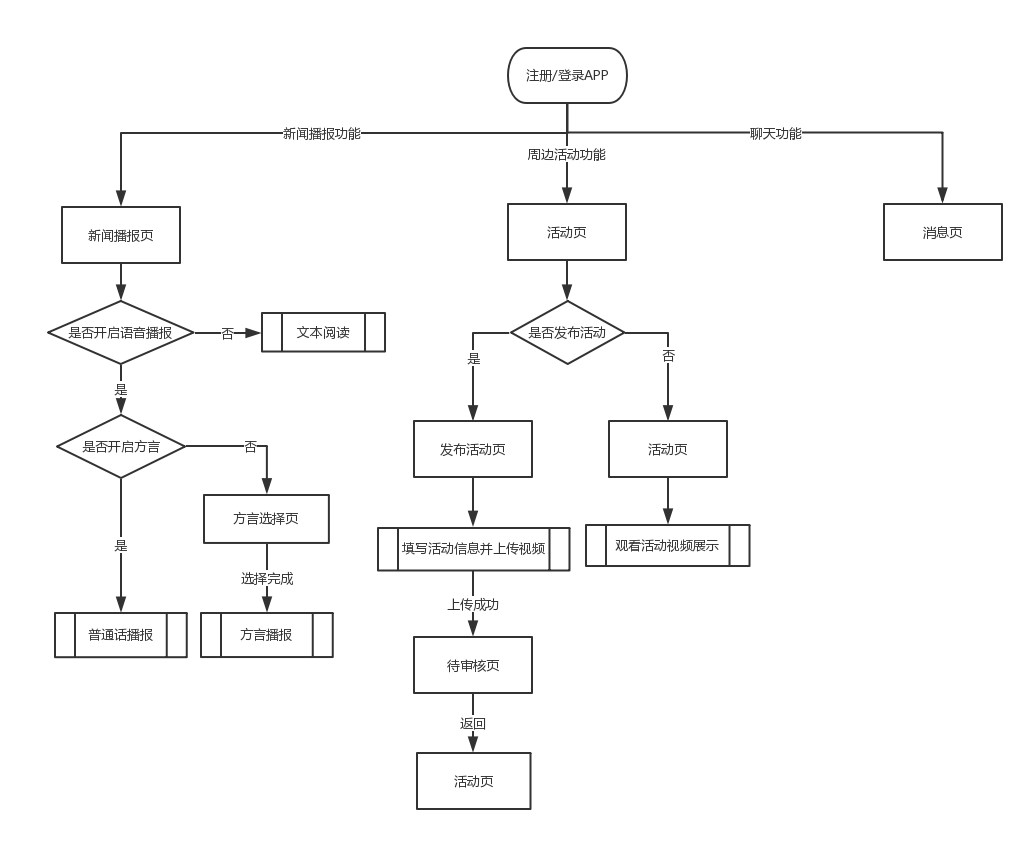 注册/登录APP
新闻播报功能
聊天功能
周边活动功能
新闻播报页
活动页
消息页
是否开启语音播报
否
文本阅读
是否发布活动
是
否
是
是否开启方言
否
发布活动页
活动页
方言选择页
是
填写活动信息并上传视频
观看活动视频展示
选择完成
上传成功
普通话播报
方言播报
待审核页
返回
活动页